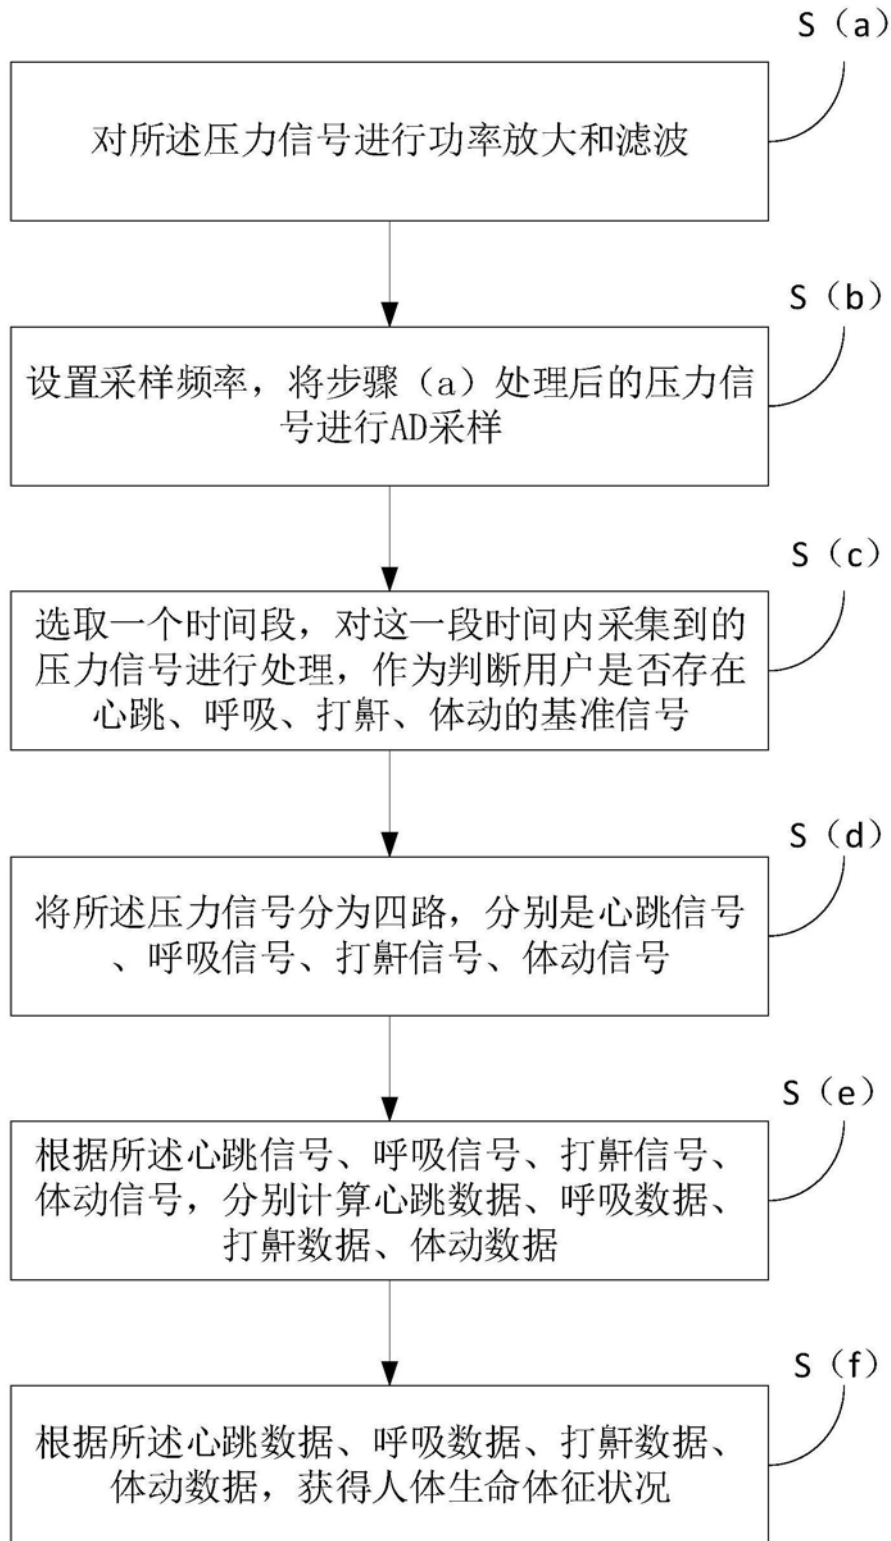 S（a）
对所述压力信号进行功率放大和滤波
S（b）
设置采样频率，将步骤（a）处理后的压力信
号进行AD采样
S（c）
选取一个时间段，对这一段时间内采集到的
压力信号进行处理，作为判断用户是否存在
心跳、呼吸、打鼾、体动的基准信号
S（d）
将所述压力信号分为四路，分别是心跳信号
、呼吸信号、打鼾信号、体动信号
S（e）
根据所述心跳信号、呼吸信号、打鼾信号、
体动信号，分别计算心跳数据、呼吸数据、
打鼾数据、体动数据
S（f）
根据所述心跳数据、呼吸数据、打鼾数据、
体动数据，获得人体生命体征状况